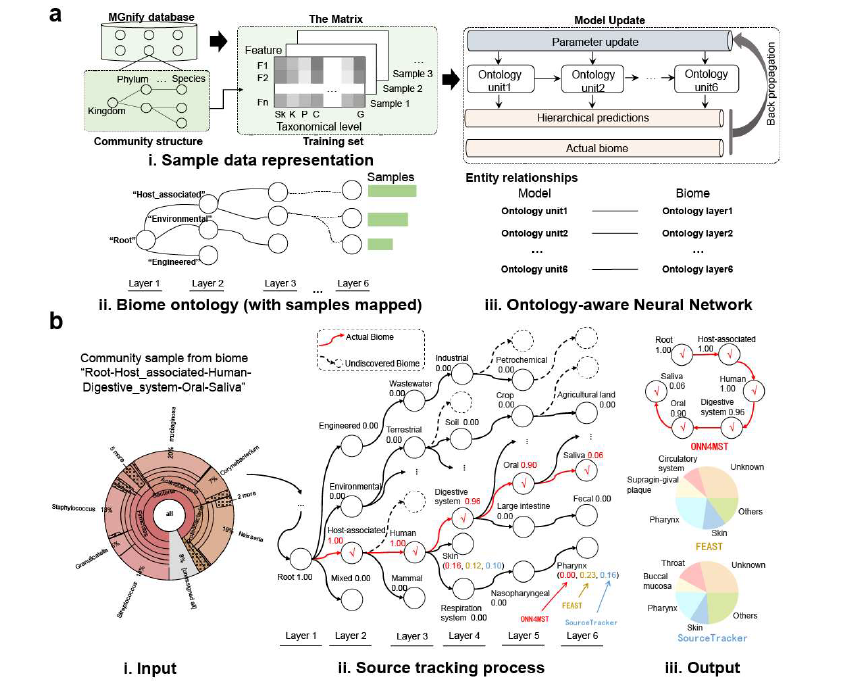 a
MGnify database
The Matrix
Model Update
Feature
F1
F2
Fn
...
Sample 3
Sample 2
Sample 1
...
Sk K P C G
Taxonomical level
Training set
Phylum ... Species
Kingdom
Community structure
i. Sample data representation
Parameter update
Ontology unit1
Ontology unit2
...
Ontology unit6
Hierarchical predictions
Actual biome
Back propagation
"Host_associated"
"Environmental"
"Root"
"Engineered"
Samples
Layer 1
Layer 2
Layer 3
...
Layer 6
ii. Biome ontology (with samples mapped)
Entity relationships
Model Biome
Ontology unit1 Ontology layer1
Ontology unit2 Ontology layer2
... ...
Ontology unit6 Ontology layer6
iii. Ontology-aware Neural Network
b
Community sample from biome
"Root-Host_associated-Human-
Digestive_system-Oral-Saliva"
mucilaginosa
Corynebacterium
7%
2 more
Neisseria
Streptococcus
Granulicatella
Staphylococcus
5 more
all
i. Input
Actual Biome
Undiscovered Biome
...
Root 1.00
Engineered 0.00
Environmental
0.00
Host-associated
1.00
Mixed 0.00
Wastewater
0.00
Terrestrial
0.00
...
Human
1.00
Mammal
0.00
Industrial
0.00
Soil 0.00
...
Digestive
system 0.96
Skin
(0.16, 0.12, 0.10)
Respiration
system 0.00
Petrochemical
0.00
Crop
0.00
...
Oral 0.90
Large intestine
0.00
Nasopharyngeal
0.00
Agricultural land
0.00
...
Saliva 0.06
Fecal 0.00
Pharynx
(0.00, 0.23, 0.16)
ONN4MST
FEAST
SourceTracker
Layer 1
Layer 2
Layer 3
Layer 4
Layer 5
Layer 6
ii. Source tracking process
Root
1.00
Host-associated
1.00
Human
1.00
Digestive
system 0.96
Oral
0.90
Saliva
0.06
ONN4MST
Circulatory
system
Unknown
Supragin-gival
plaque
Others
Pharynx
Skin
FEAST
Throat
Unknown
Buccal
mucosa
Pharynx
Others
Skin
SourceTracker
iii. Output